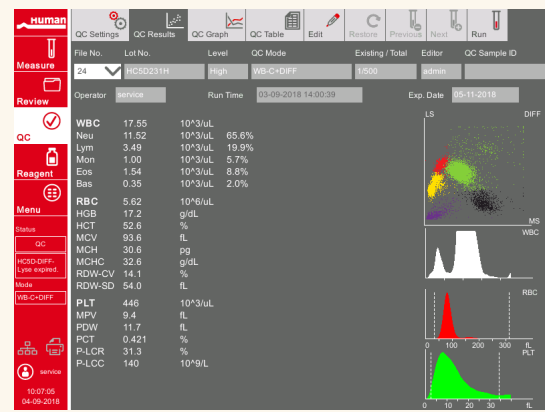 Human
QC Settings QC Results QC Graph QC Table Edit Restore Previous Next Run
File No. Lot No. Level QC Mode Existing / Total Editor QC Sample ID
24 HC5D231H High WB-C+DIFF 1/500 admin
Operator service Run Time 03-09-2018 14:00:39 Exp. Date 05-11-2018
Measure
Review
QC
Reagent
Menu
Status
QC
HC5D-DIFF-
Lyse expired.
Mode
WB-C+DIFF
service
10:07:05
04-09-2018
WBC 17.55 10^3/uL
Neu 11.52 10^3/uL 65.6%
Lym 3.49 10^3/uL 19.9%
Mon 1.00 10^3/uL 5.7%
Eos 1.54 10^3/uL 8.8%
Bas 0.35 10^3/uL 2.0%
RBC 5.62 10^6/uL
HGB 17.2 g/dL
HCT 52.6 %
MCV 93.6 fL
MCH 30.6 pg
MCHC 32.6 g/dL
RDW-CV 14.1 %
RDW-SD 54.0 fL
PLT 446 10^3/uL
MPV 9.4 fL
PDW 11.7 fL
PCT 0.421 %
P-LCR 31.3 %
P-LCC 140 10^9/L
LS DIFF
MS
WBC
RBC
0 100 200 300 fL
PLT
0 10 20 30 fL